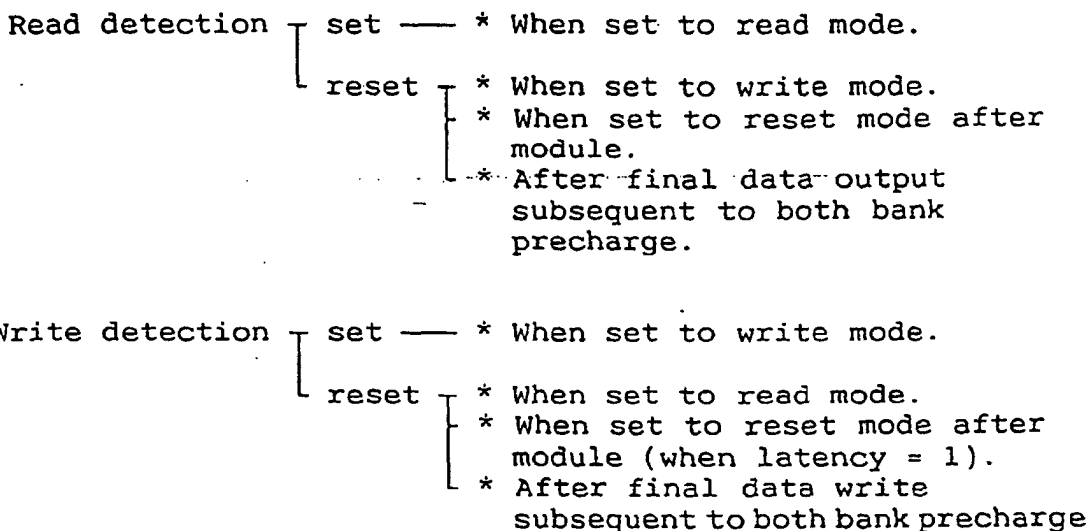 Read detection set * When set to read mode.
reset * When set to write mode.
* When set to reset mode after
module.
* After final data output
subsequent to both bank
precharge.
Write detection set * When set to write mode.
reset * When set to read mode.
* When set to reset mode after
module (when latency = 1).
* After final data write
subsequent to both bank precharge